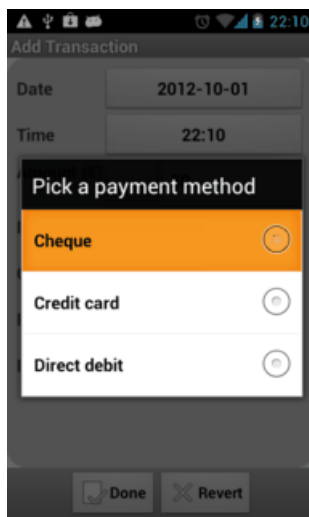 22:10
Add Transaction
Date 2012-10-01
Time 22:10
Pick a payment method
Cheque
Credit card
Direct debit
Done Revert